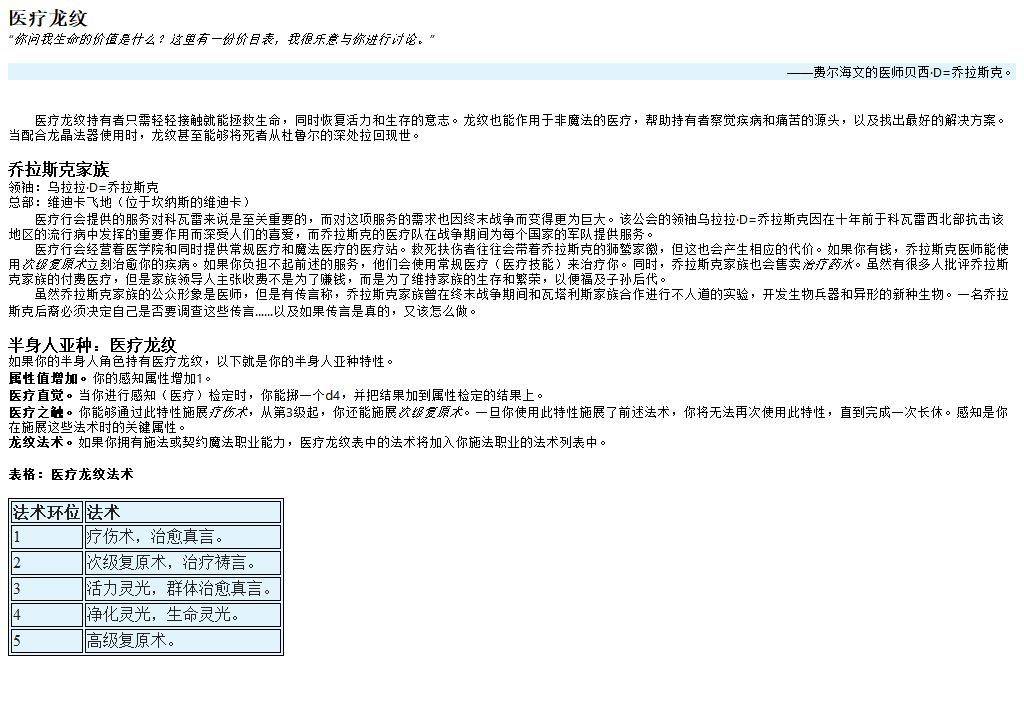 医疗龙纹
“你问我生命的价值是什么？这里有一份价目表，我很乐意与你进行讨论。”
——费尔海文的医师贝西·D=乔拉斯克。
医疗龙纹持有者只需轻轻接触就能拯救生命，同时恢复活力和生存的意志。龙纹也能作用于非魔法的医疗，帮助持有者察觉疾病和痛苦的源头，以及找出最好的解决方案。
当配合龙晶法器使用时，龙纹甚至能够将死者从杜鲁尔的深处拉回现世。
乔拉斯克家族
领袖：乌拉拉·D=乔拉斯克
总部：维迪卡飞地（位于坎纳斯的维迪卡）
医疗行会提供的服务对科瓦雷来说是至关重要的，而对这项服务的需求也因终末战争而变得更为巨大。该公会的领袖乌拉拉·D=乔拉斯克因在十年前于科瓦雷西北部抗击该
地区的流行病中发挥的重要作用而深受人们的喜爱，而乔拉斯克的医疗队在战争期间为每个国家的军队提供服务。
医疗行会经营着医学院和同时提供常规医疗和魔法医疗的医疗站。救死扶伤者往往会带着乔拉斯克的狮鹫家徽，但这也会产生相应的代价。如果你有钱，乔拉斯克医师能使
用次级复原术立刻治愈你的疾病。如果你负担不起前述的服务，他们会使用常规医疗（医疗技能）来治疗你。同时，乔拉斯克家族也会售卖治疗药水。虽然有很多人批评乔拉斯
克家族的付费医疗，但是家族领导人主张收费不是为了赚钱，而是为了维持家族的生存和繁荣，以便福及子孙后代。
虽然乔拉斯克家族的公众形象是医师，但是有传言称，乔拉斯克家族曾在终末战争期间和瓦塔利斯家族合作进行不人道的实验，开发生物兵器和异形的新种生物。一名乔拉
斯克后裔必须决定自己是否要调查这些传言……以及如果传言是真的，又该怎么做。
半身人亚种：医疗龙纹
如果你的半身人角色持有医疗龙纹，以下就是你的半身人亚种特性。
属性值增加。你的感知属性增加1。
医疗直觉。当你进行感知（医疗）检定时，你能掷一个d4，并把结果加到属性检定的结果上。
医疗之触。你能够通过此特性施展疗伤术，从第3级起，你还能施展次级复原术。一旦你使用此特性施展了前述法术，你将无法再次使用此特性，直到完成一次长休。感知是你
在施展这些法术时的关键属性。
龙纹法术。如果你拥有施法或契约魔法职业能力，医疗龙纹表中的法术将加入你施法职业的法术列表中。
表格：医疗龙纹法术
法术环位 法术
1 疗伤术，治愈真言。
2 次级复原术，治疗祷言。
3 活力灵光，群体治愈真言。
4 净化灵光，生命灵光。
5 高级复原术。